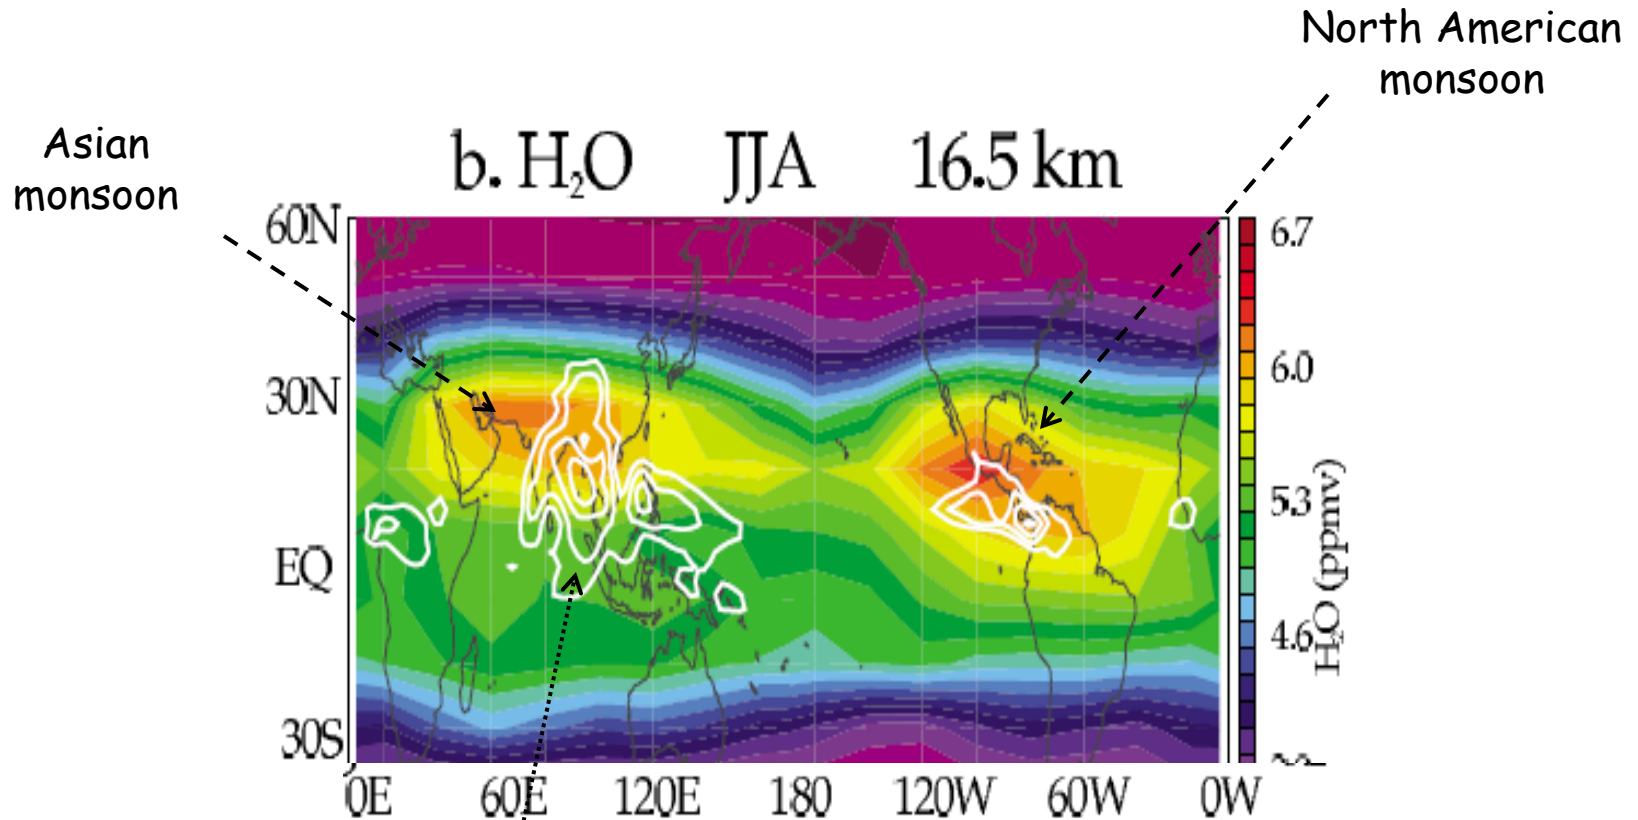 North American
monsoon
Asian
monsoon
b. H₂O JJA 16.5 km
60N
30N
EQ
30S
0E 60E 120E 180 120W 60W 0W
6.7
6.0
5.3
4.6
H₂O (ppmv)